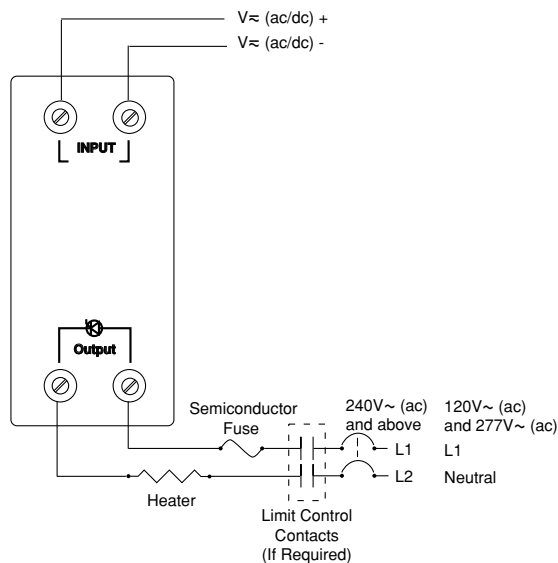 V≂ (ac/dc) +
V≂ (ac/dc) -
INPUT
Output
Semiconductor
Fuse
240V~ (ac)
and above
120V~ (ac)
and 277V~ (ac)
L1
L1
L2
Neutral
Heater
Limit Control
Contacts
(If Required)